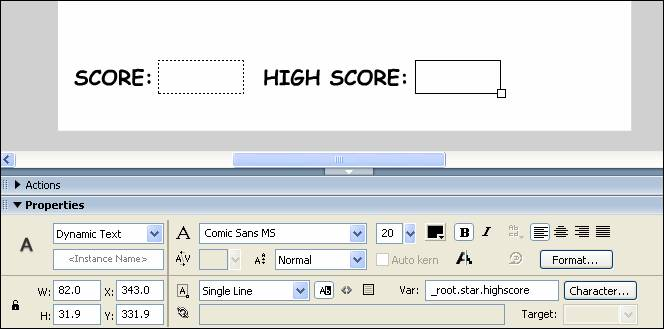 SCORE: HIGH SCORE:
Actions
Properties
A Dynamic Text A Comic Sans MS 20 B I
<Instance Name> A|V Normal Auto kern Format...
W: 82.0 X: 343.0 A Single Line AB <> Var: _root.star.highscore Character...
H: 31.9 Y: 331.9 Target: